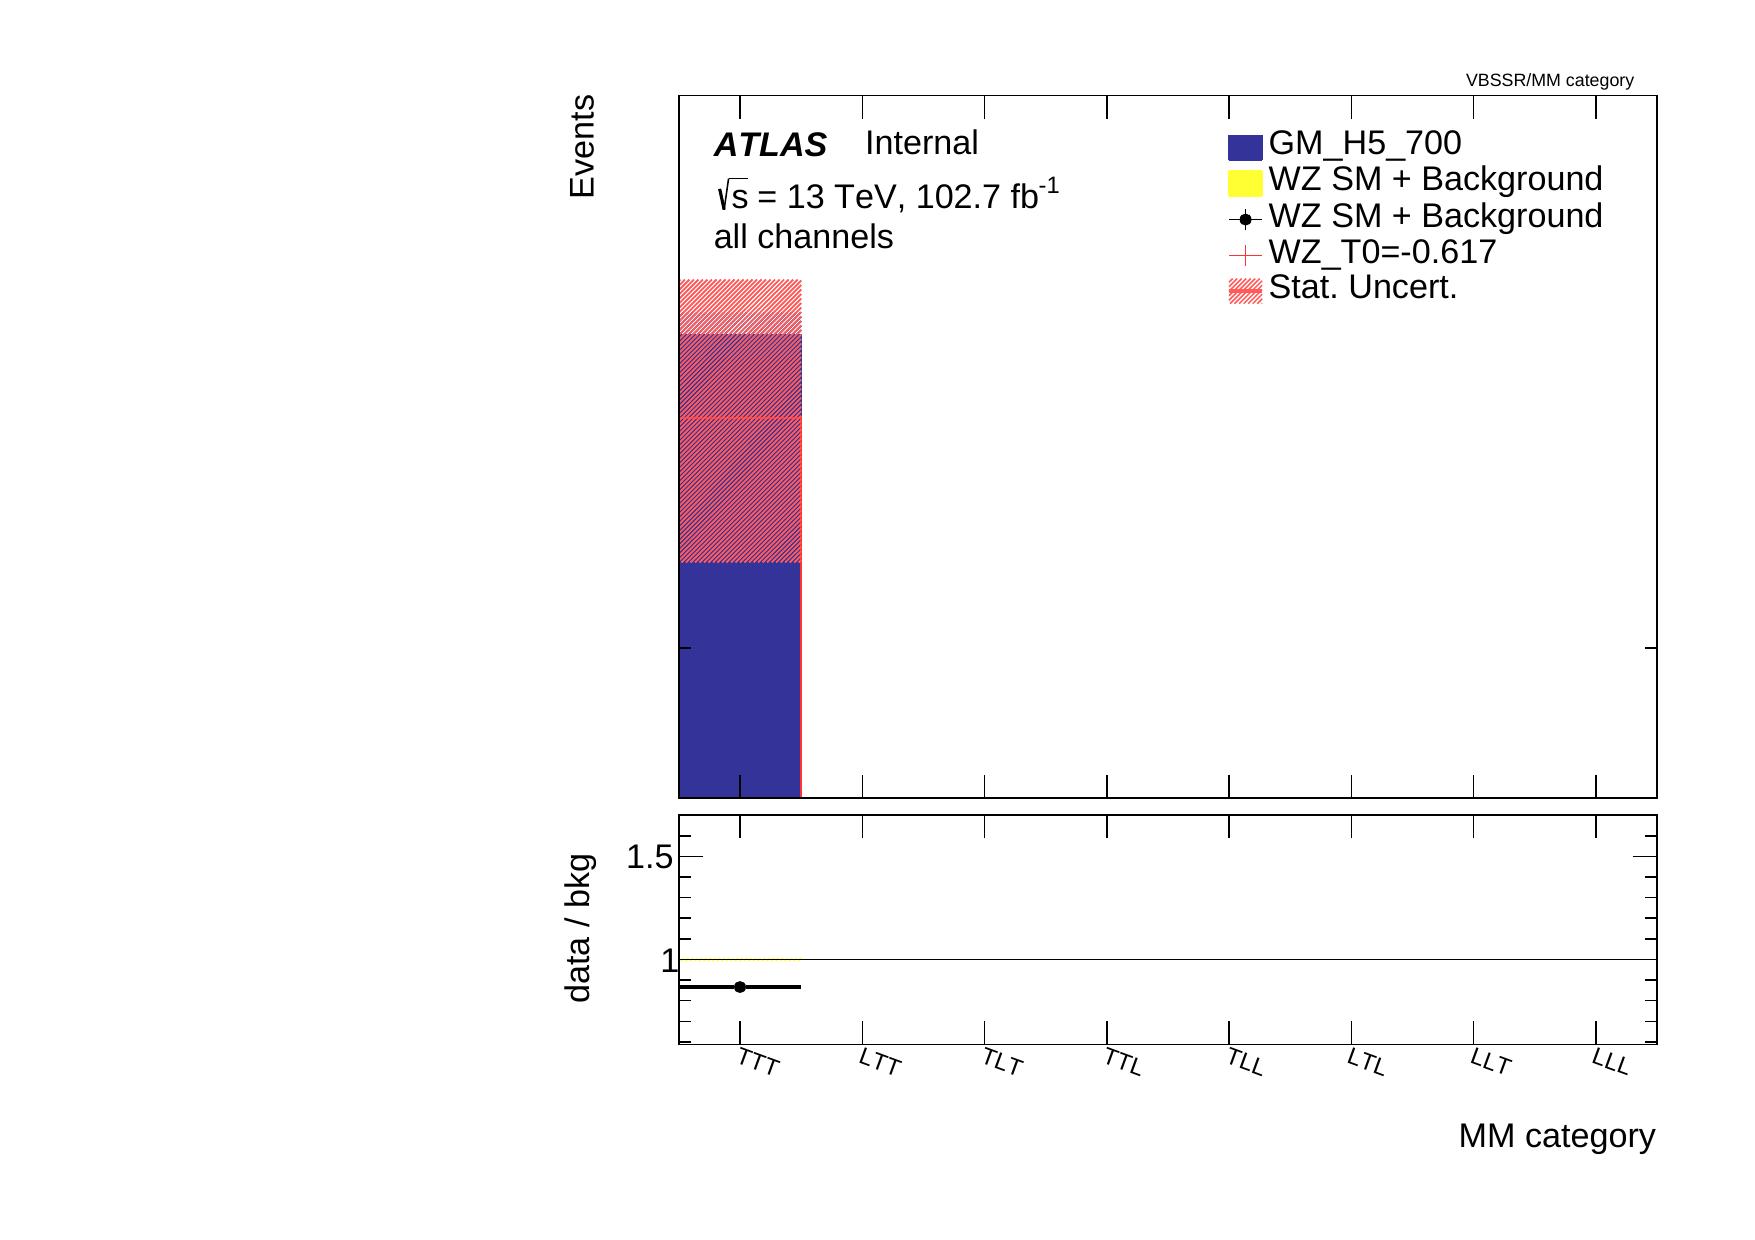 VBSSR/MM category
Events
ATLAS Internal
√s = 13 TeV, 102.7 fb-1
all channels
GM_H5_700
WZ SM + Background
WZ SM + Background
WZ_T0=-0.617
Stat. Uncert.
data / bkg
1.5
1
TTT LTT TLT TTL TLL LTL LLT LLL
MM category